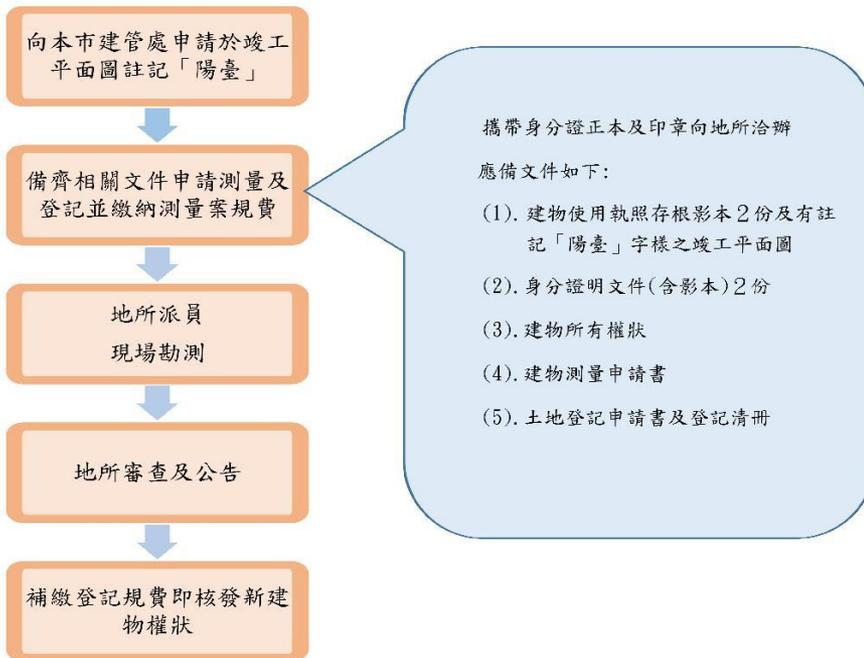 向本市建管處申請於竣工
平面圖註記「陽臺」
備齊相關文件申請測量及
登記並繳納測量案規費
地所派員
現場勘測
地所審查及公告
補繳登記規費即核發新建
物權狀
攜帶身分證正本及印章向地所洽辦
應備文件如下:
(1). 建物使用執照存根影本2份及有註
記「陽臺」字樣之竣工平面圖
(2). 身分證明文件(含影本)2份
(3). 建物所有權狀
(4). 建物測量申請書
(5). 土地登記申請書及登記清冊